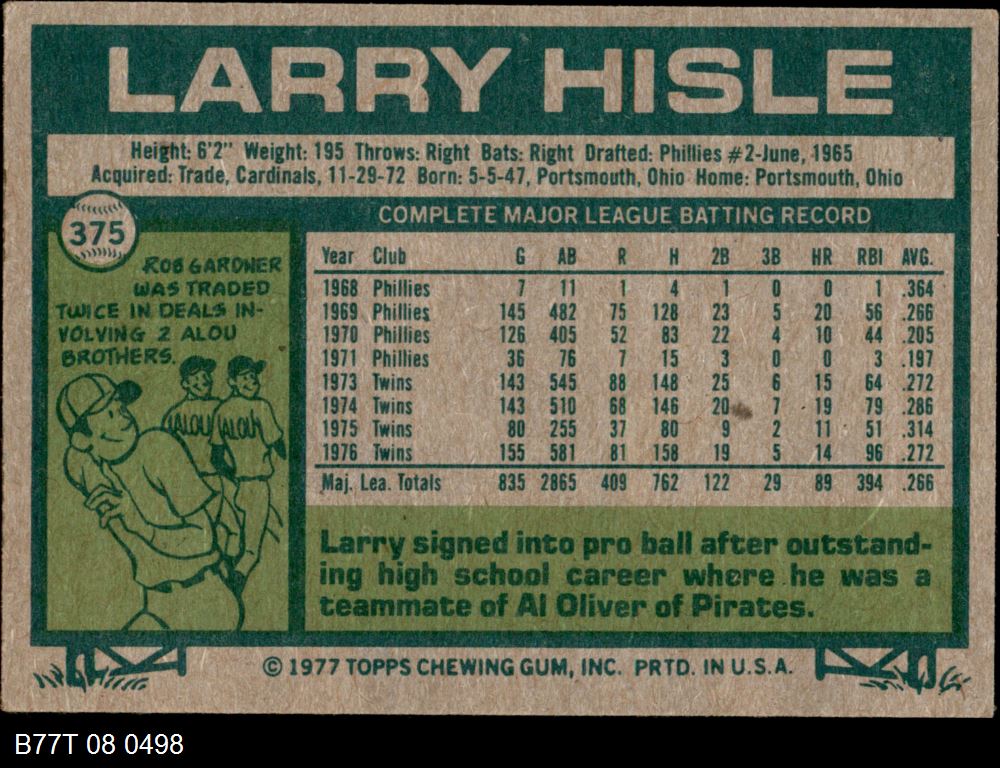 LARRY HISLE
Height: 6'2" Weight: 195 Throws: Right Bats: Right Drafted: Phillies #2-June, 1965
Acquired: Trade, Cardinals, 11-29-72 Born: 5-5-47, Portsmouth, Ohio Home: Portsmouth, Ohio
375
ROB GARDNER
WAS TRADED
TWICE IN DEALS IN-
VOLVING 2 ALOU
BROTHERS.
ALOU ALOU
COMPLETE MAJOR LEAGUE BATTING RECORD
Year Club G AB R H 2B 3B HR RBI AVG.
1968 Phillies 7 11 1 4 1 0 0 1 .364
1969 Phillies 145 482 75 128 23 5 20 56 .266
1970 Phillies 126 405 52 83 22 4 10 44 .205
1971 Phillies 36 76 7 15 3 0 0 3 .197
1973 Twins 143 545 88 148 25 6 15 64 .272
1974 Twins 143 510 68 146 20 7 19 79 .286
1975 Twins 80 255 37 80 9 2 11 51 .314
1976 Twins 155 581 81 158 19 5 14 96 .272
Maj. Lea. Totals 835 2865 409 762 122 29 89 394 .266
Larry signed into pro ball after outstand-
ing high school career where he was a
teammate of Al Oliver of Pirates.
© 1977 TOPPS CHEWING GUM, INC. PRTD. IN U.S.A.
B77T 08 0498